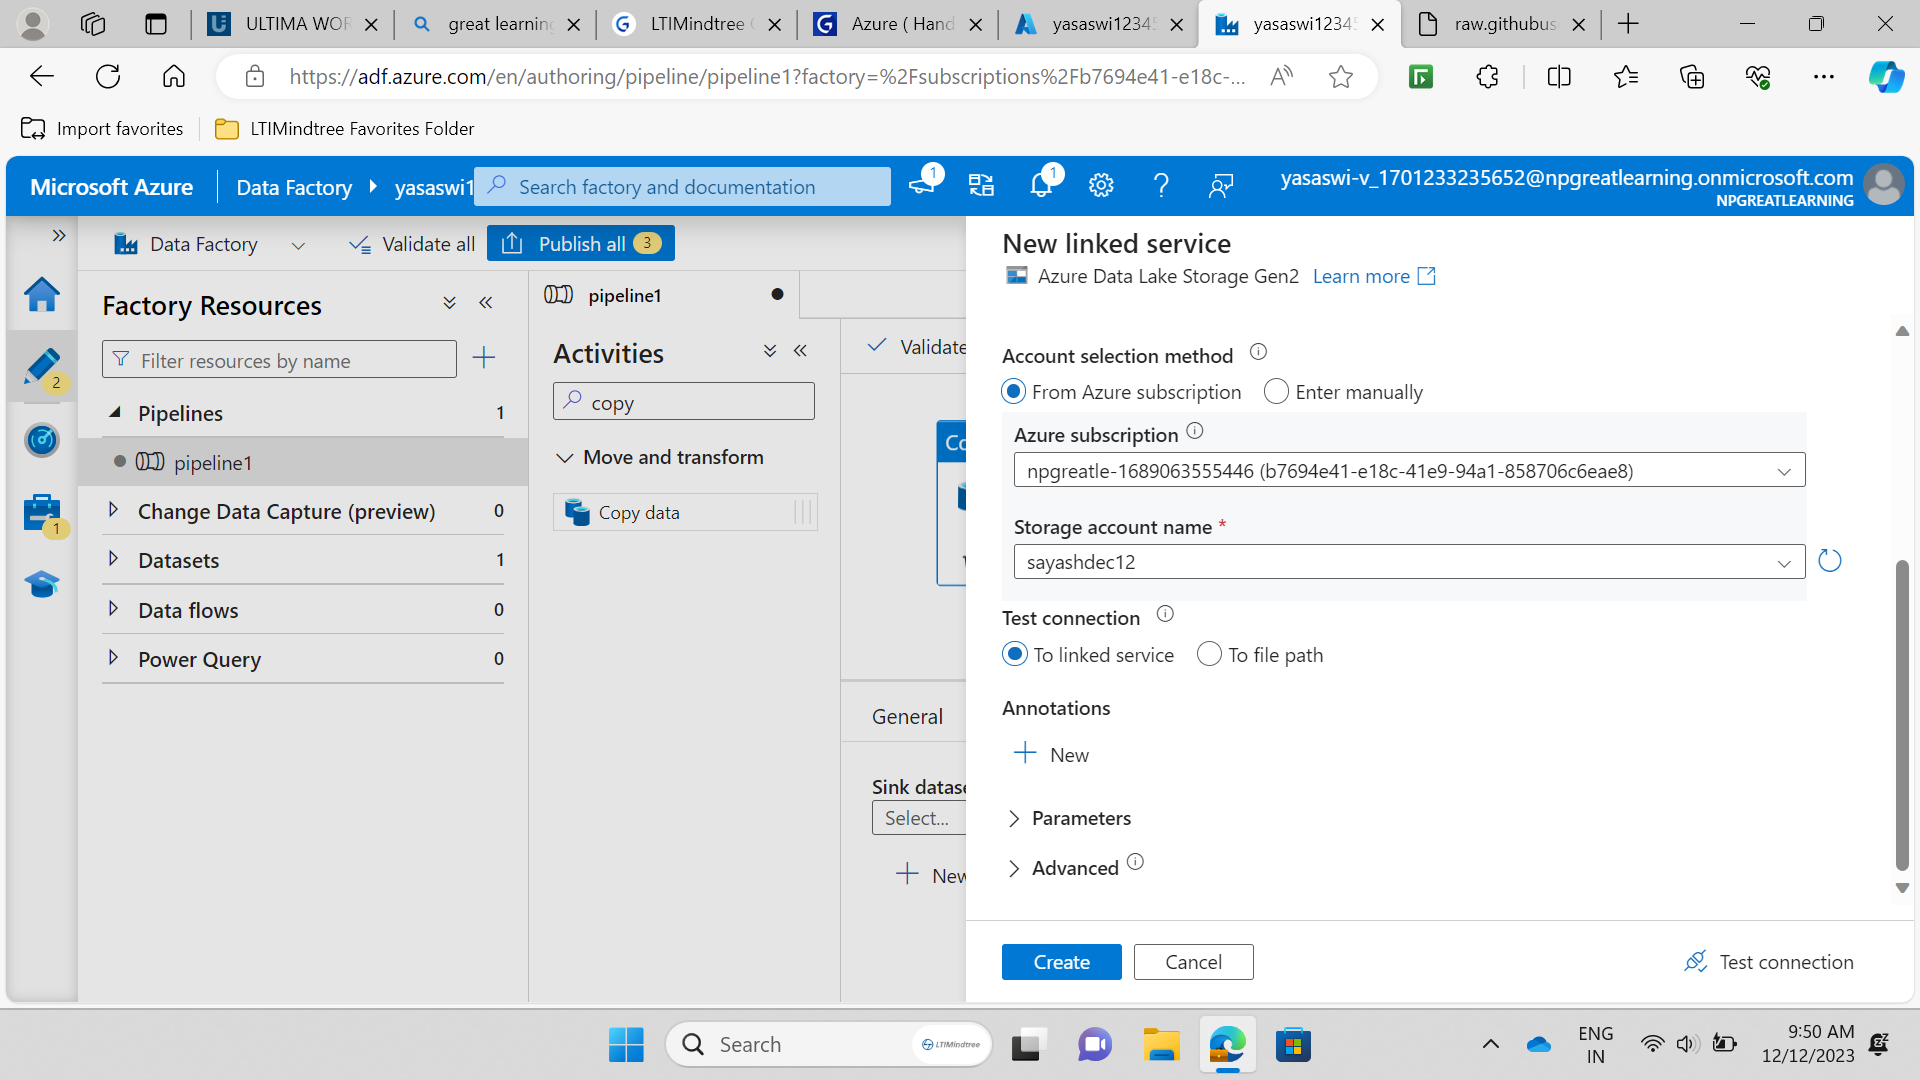 ULTIMA WOR
great learning
LTIMindtree
Azure ( Hand
yasaswi1234
yasaswi1234
raw.githubus
https://adf.azure.com/en/authoring/pipeline/pipeline1?factory=%2Fsubscriptions%2Fb7694e41-e18c-...
Import favorites
LTIMindtree Favorites Folder
Microsoft Azure
Data Factory
yasaswi1
Search factory and documentation
1
1
yasaswi-v_1701233235652@npgreatlearning.onmicrosoft.com
NPGREATLEARNING
Data Factory
Validate all
Publish all
3
Factory Resources
Filter resources by name
2
1
Pipelines
1
pipeline1
Change Data Capture (preview)
0
Datasets
1
Data flows
0
Power Query
0
pipeline1
Activities
copy
Move and transform
Copy data
Validate
General
Select...
New
New linked service
Azure Data Lake Storage Gen2 Learn more
Account selection method
From Azure subscription
Enter manually
Azure subscription
npgreatle-1689063555446 (b7694e41-e18c-41e9-94a1-858706c6eae8)
Storage account name *
sayashdec12
Test connection
To linked service
To file path
Annotations
New
Parameters
Advanced
Create
Cancel
Test connection
Search
LTIMindtree
ENG
IN
9:50 AM
12/12/2023